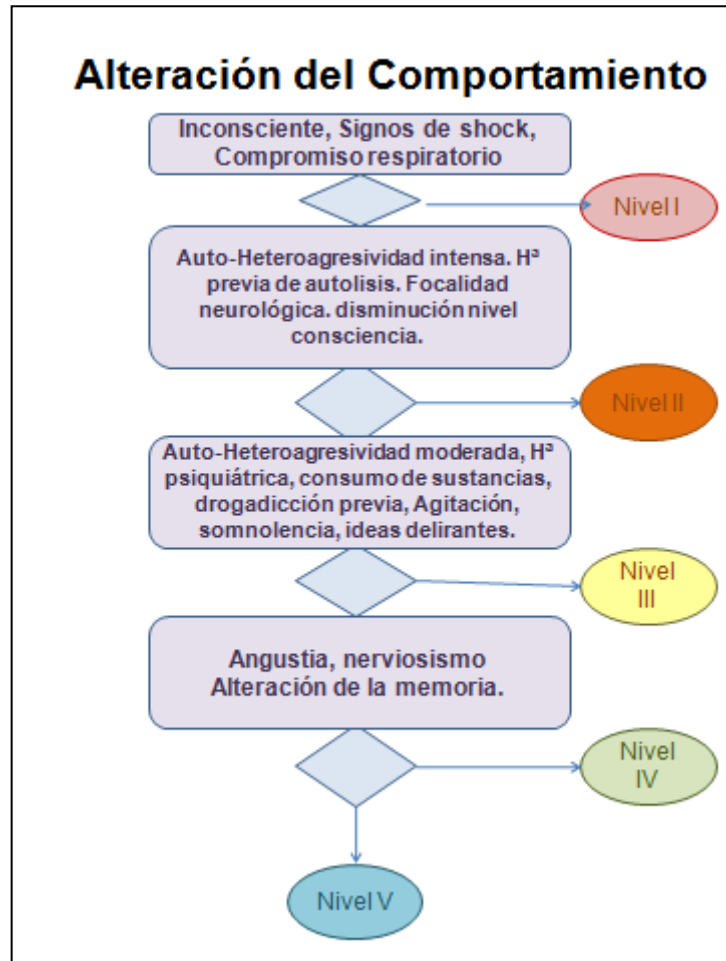 Alteración del Comportamiento
Inconsciente, Signos de shock,
Compromiso respiratorio
Nivel I
Auto-Heteroagresividad intensa. Hª
previa de autolisis. Focalidad
neurológica. disminución nivel
consciencia.
Nivel II
Auto-Heteroagresividad moderada, Hª
psiquiátrica, consumo de sustancias,
drogadicción previa, Agitación,
somnolencia, ideas delirantes.
Nivel
III
Angustia, nerviosismo
Alteración de la memoria.
Nivel
IV
Nivel V